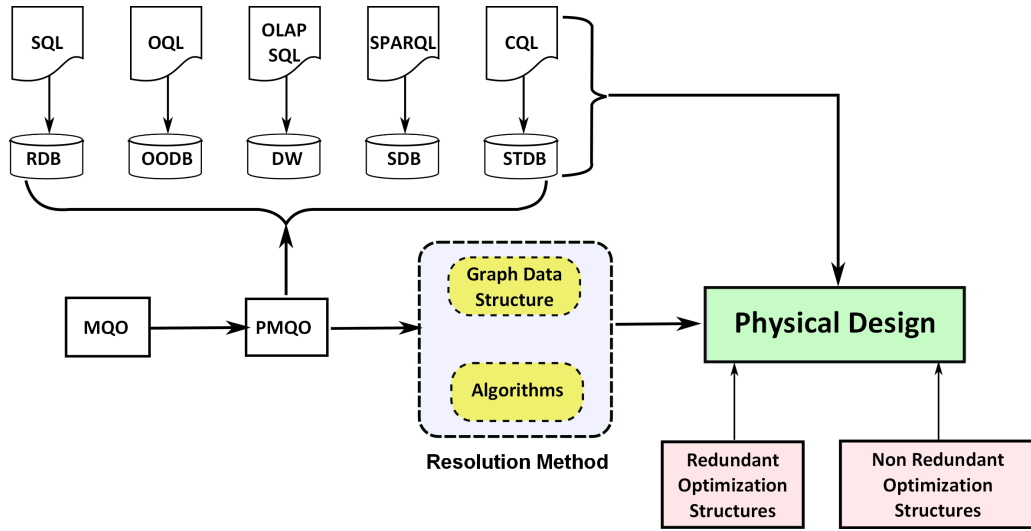 SQL
OQL
OLAP
SQL
SPARQL
CQL
RDB
OODB
DW
SDB
STDB
MQO
PMQO
Graph Data
Structure
Algorithms
Resolution Method
Physical Design
Redundant
Optimization
Structures
Non Redundant
Optimization
Structures